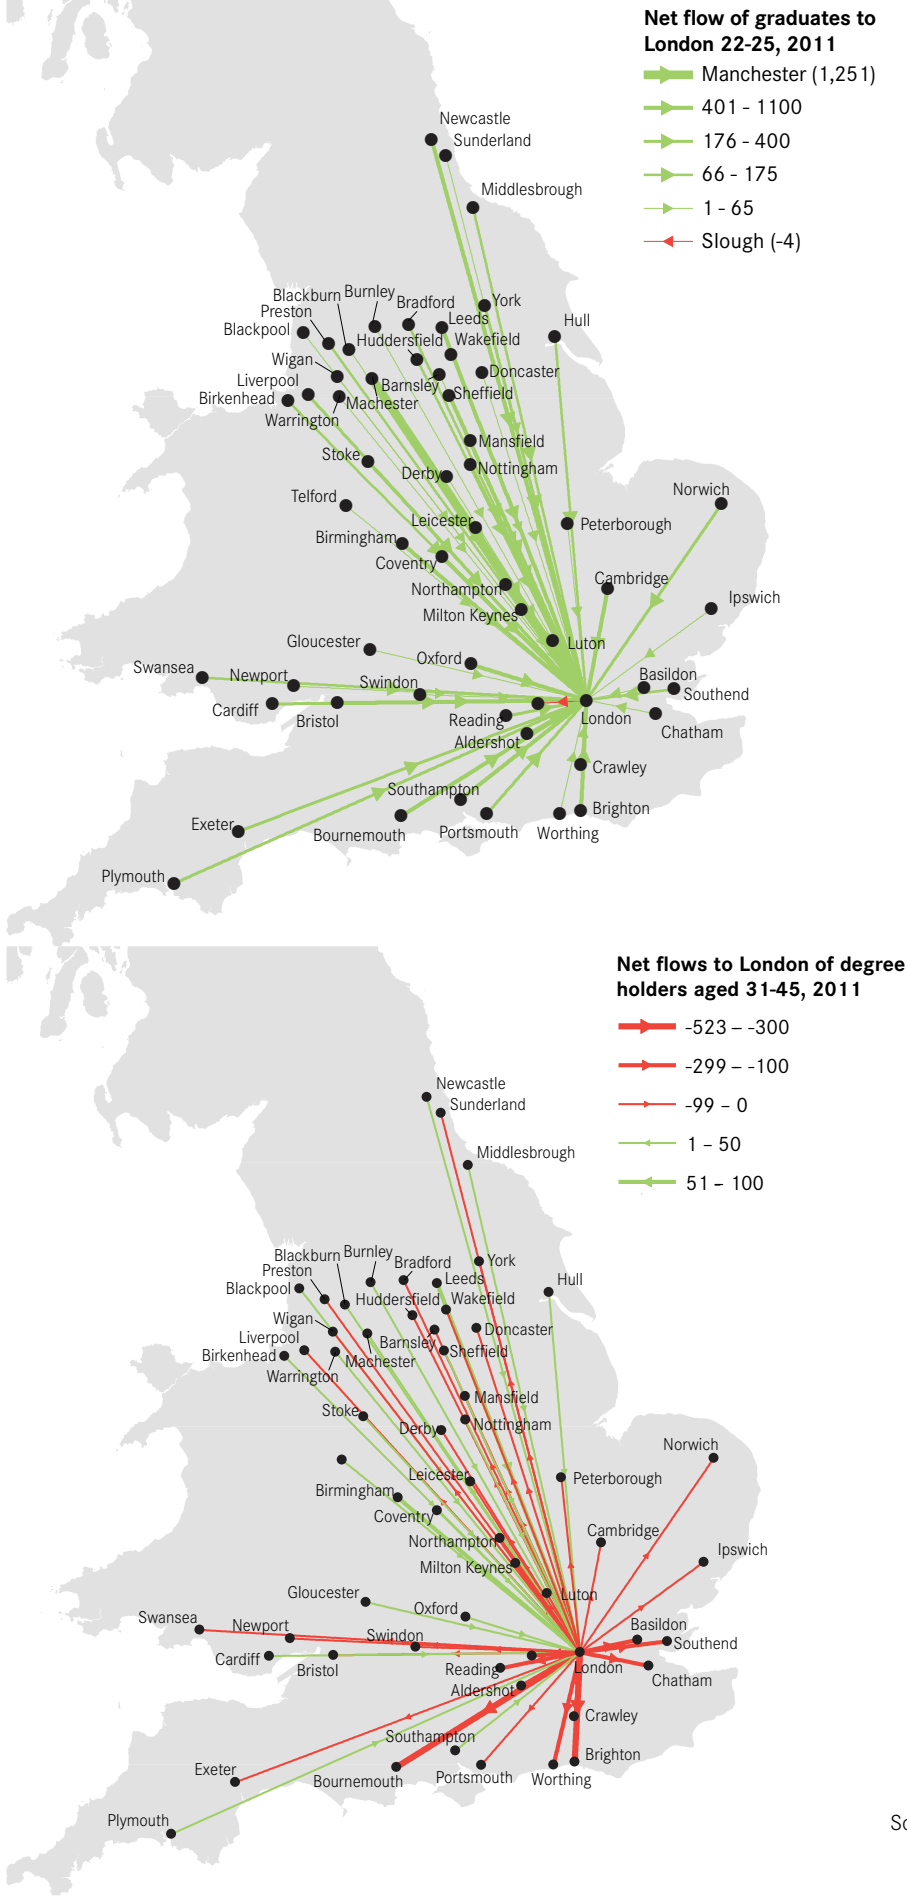 Net flow of graduates to
London 22-25, 2011
Manchester (1,251)
401 - 1100
176 - 400
66 - 175
1 - 65
Slough (-4)
Newcastle
Sunderland
Middlesbrough
York
Hull
Blackburn
Burnley
Preston
Bradford
Leeds
Blackpool
Huddersfield
Wakefield
Wigan
Doncaster
Liverpool
Barnsley
Sheffield
Birkenhead
Machester
Warrington
Mansfield
Stoke
Nottingham
Derby
Norwich
Telford
Leicester
Peterborough
Birmingham
Coventry
Cambridge
Northampton
Ipswich
Milton Keynes
Gloucester
Luton
Oxford
Swansea
Newport
Swindon
Basildon
Southend
Cardiff
Bristol
Reading
London
Chatham
Aldershot
Crawley
Southampton
Exeter
Bournemouth
Portsmouth
Worthing
Brighton
Plymouth
Net flows to London of degree
holders aged 31-45, 2011
-523 – -300
-299 – -100
-99 – 0
1 – 50
51 – 100
Newcastle
Sunderland
Middlesbrough
Blackburn
Burnley
York
Preston
Bradford
Hull
Blackpool
Leeds
Huddersfield
Wakefield
Wigan
Doncaster
Liverpool
Barnsley
Sheffield
Birkenhead
Machester
Warrington
Mansfield
Stoke
Nottingham
Derby
Norwich
Leicester
Peterborough
Birmingham
Coventry
Cambridge
Northampton
Ipswich
Milton Keynes
Gloucester
Luton
Oxford
Swansea
Newport
Swindon
Basildon
Southend
Cardiff
Bristol
Reading
London
Chatham
Aldershot
Crawley
Southampton
Brighton
Exeter
Bournemouth
Portsmouth
Worthing
Plymouth